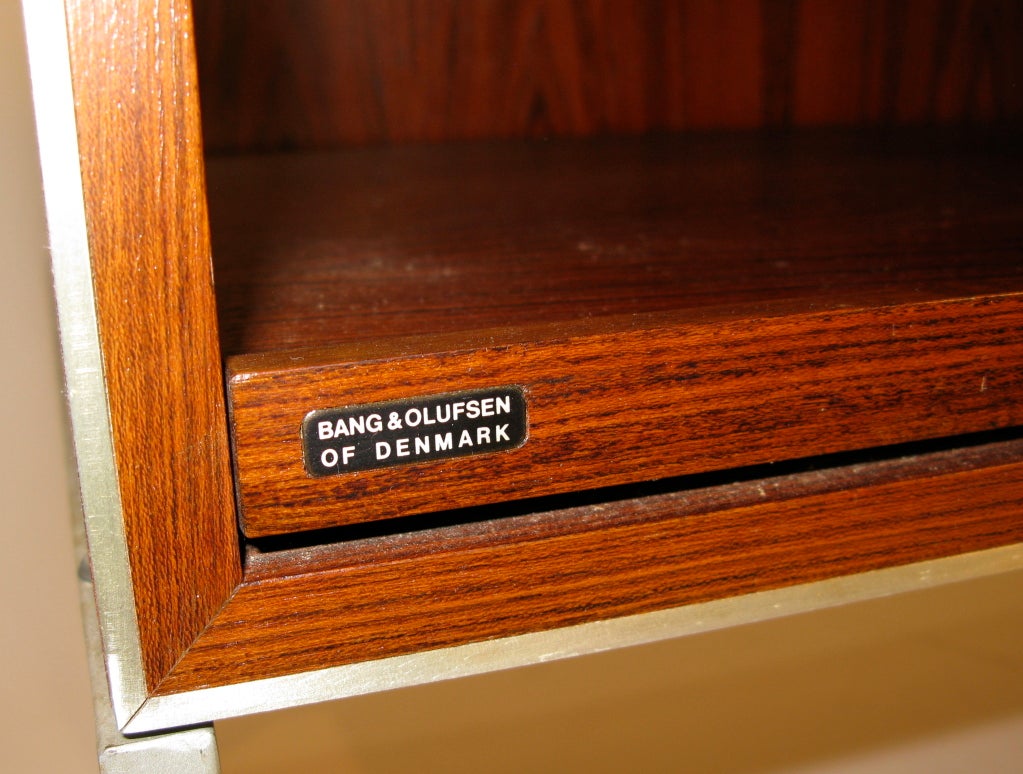 BANG & OLUFSEN
OF DENMARK